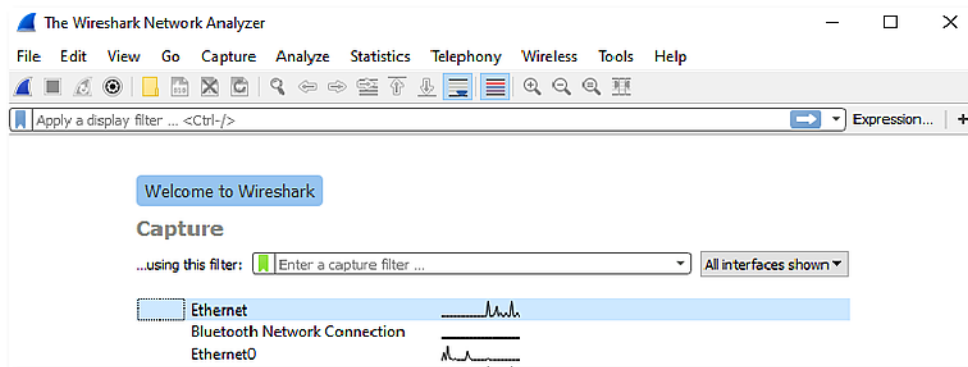 The Wireshark Network Analyzer
File Edit View Go Capture Analyze Statistics Telephony Wireless Tools Help
Apply a display filter ... <Ctrl-/> Expression... +
Welcome to Wireshark
Capture
...using this filter: Enter a capture filter ... All interfaces shown
Ethernet
Bluetooth Network Connection
Ethernet0